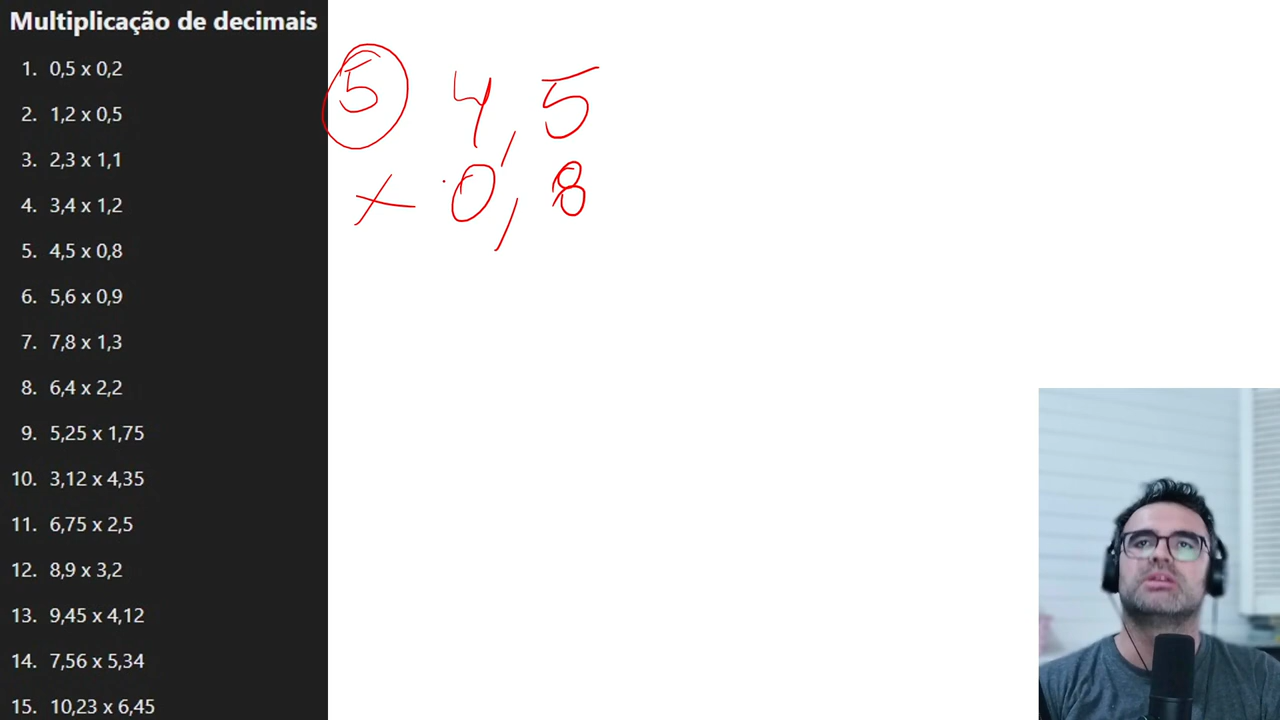 Multiplicação de decimais
1. 0,5 x 0,2
2. 1,2 x 0,5
3. 2,3 x 1,1
4. 3,4 x 1,2
5. 4,5 x 0,8
6. 5,6 x 0,9
7. 7,8 x 1,3
8. 6,4 x 2,2
9. 5,25 x 1,75
10. 3,12 x 4,35
11. 6,75 x 2,5
12. 8,9 x 3,2
13. 9,45 x 4,12
14. 7,56 x 5,34
15. 10,23 x 6,45
5 4,5
x 0,8